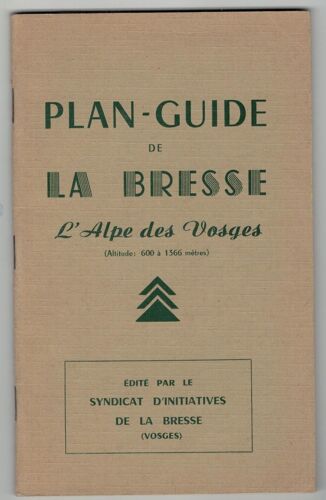 PLAN-GUIDE
DE
LA BRESSE
L'Alpe des Vosges
(Altitude: 600 à 1366 mètres)
ÉDITÉ PAR LE
SYNDICAT D'INITIATIVES
DE LA BRESSE
(VOSGES)